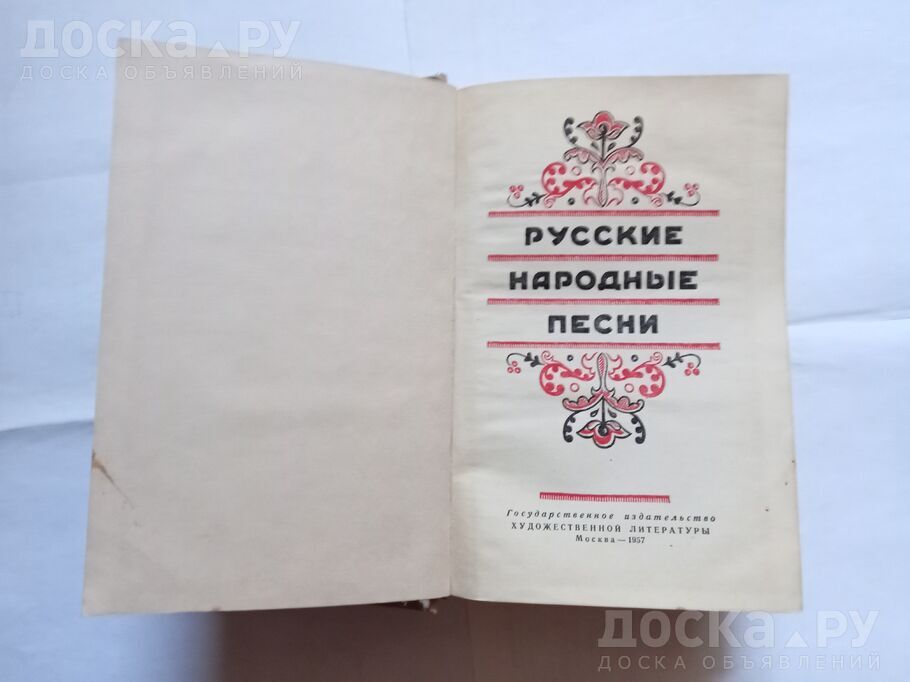 ДОСКА.РУ
ДОСКА ОБЪЯВЛЕНИЙ
РУССКИЕ
НАРОДНЫЕ
ПЕСНИ
Государственное издательство
ХУДОЖЕСТВЕННОЙ ЛИТЕРАТУРЫ
Москва—1957
ДОСКА.РУ
ДОСКА ОБЪЯВЛЕНИЙ